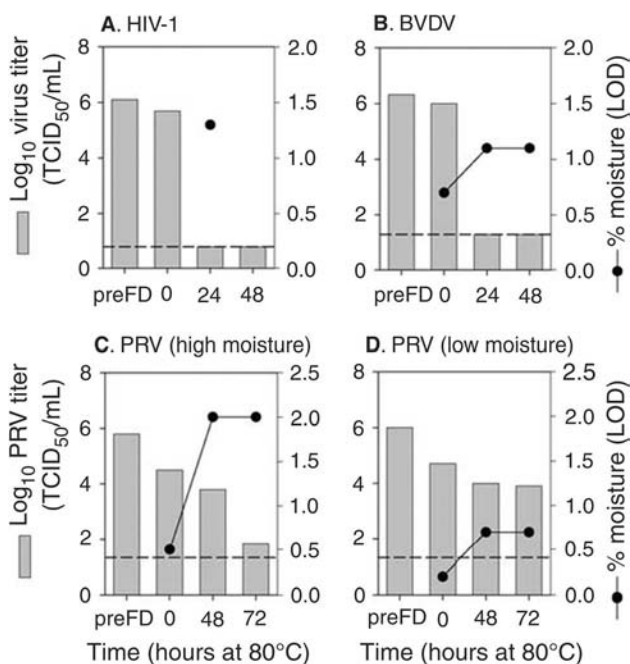 A. HIV-1
B. BVDV
Log10 virus titer
(TCID50/mL)
8
6
4
2
0
2.0
1.5
1.0
0.5
0.0
preFD 0 24 48
8
6
4
2
0
2.0
1.5
1.0
0.5
0.0
preFD 0 24 48
% moisture (LOD)
C. PRV (high moisture)
D. PRV (low moisture)
Log10 PRV titer
(TCID50/mL)
8
6
4
2
0
2.5
2.0
1.5
1.0
0.5
0.0
preFD 0 48 72
8
6
4
2
0
2.5
2.0
1.5
1.0
0.5
0.0
preFD 0 48 72
% moisture (LOD)
Time (hours at 80°C)
Time (hours at 80°C)